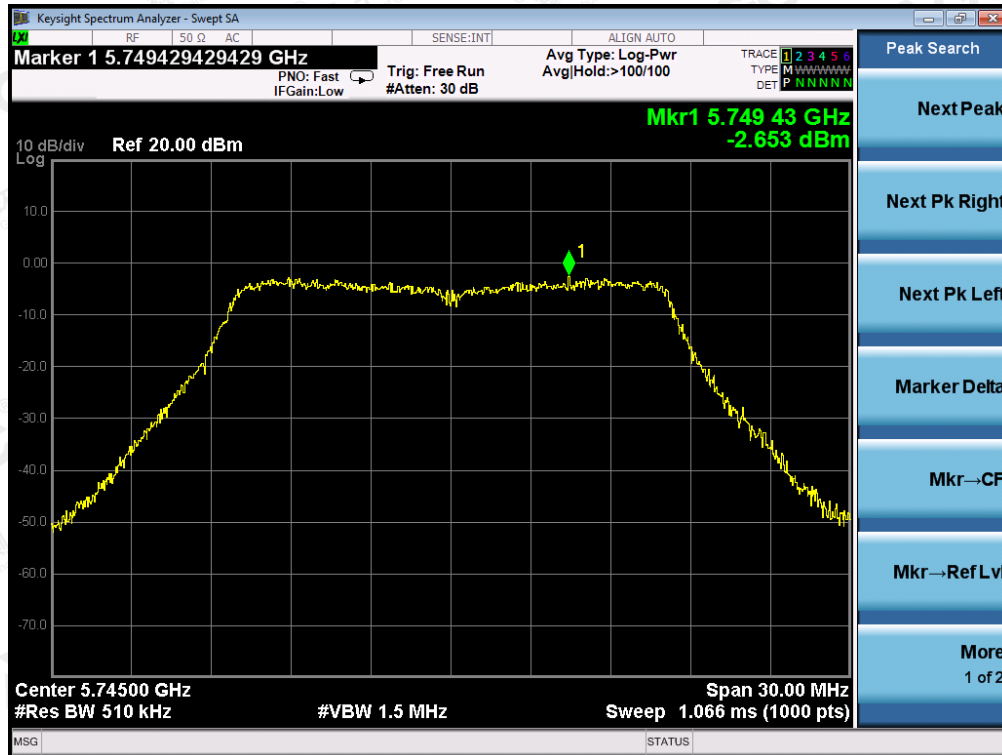 Keysight Spectrum Analyzer - Swept SA
LXI RF 50 Ω AC SENSE:INT ALIGN AUTO
Marker 1 5.749429429429 GHz
PNO: Fast
IFGain:Low
Trig: Free Run
#Atten: 30 dB
Avg Type: Log-Pwr
Avg|Hold:>100/100
TRACE 1 2 3 4 5 6
TYPE M WWWWW
DET P N N N N N
Mkr1 5.749 43 GHz
-2.653 dBm
10 dB/div
Log
Ref 20.00 dBm
10.0
0.00
-10.0
-20.0
-30.0
-40.0
-50.0
-60.0
-70.0
1
Center 5.74500 GHz
Span 30.00 MHz
#Res BW 510 kHz
#VBW 1.5 MHz
Sweep 1.066 ms (1000 pts)
MSG
STATUS
Peak Search
Next Peak
Next Pk Right
Next Pk Left
Marker Delta
Mkr→CF
Mkr→Ref Lvl
More
1 of 2